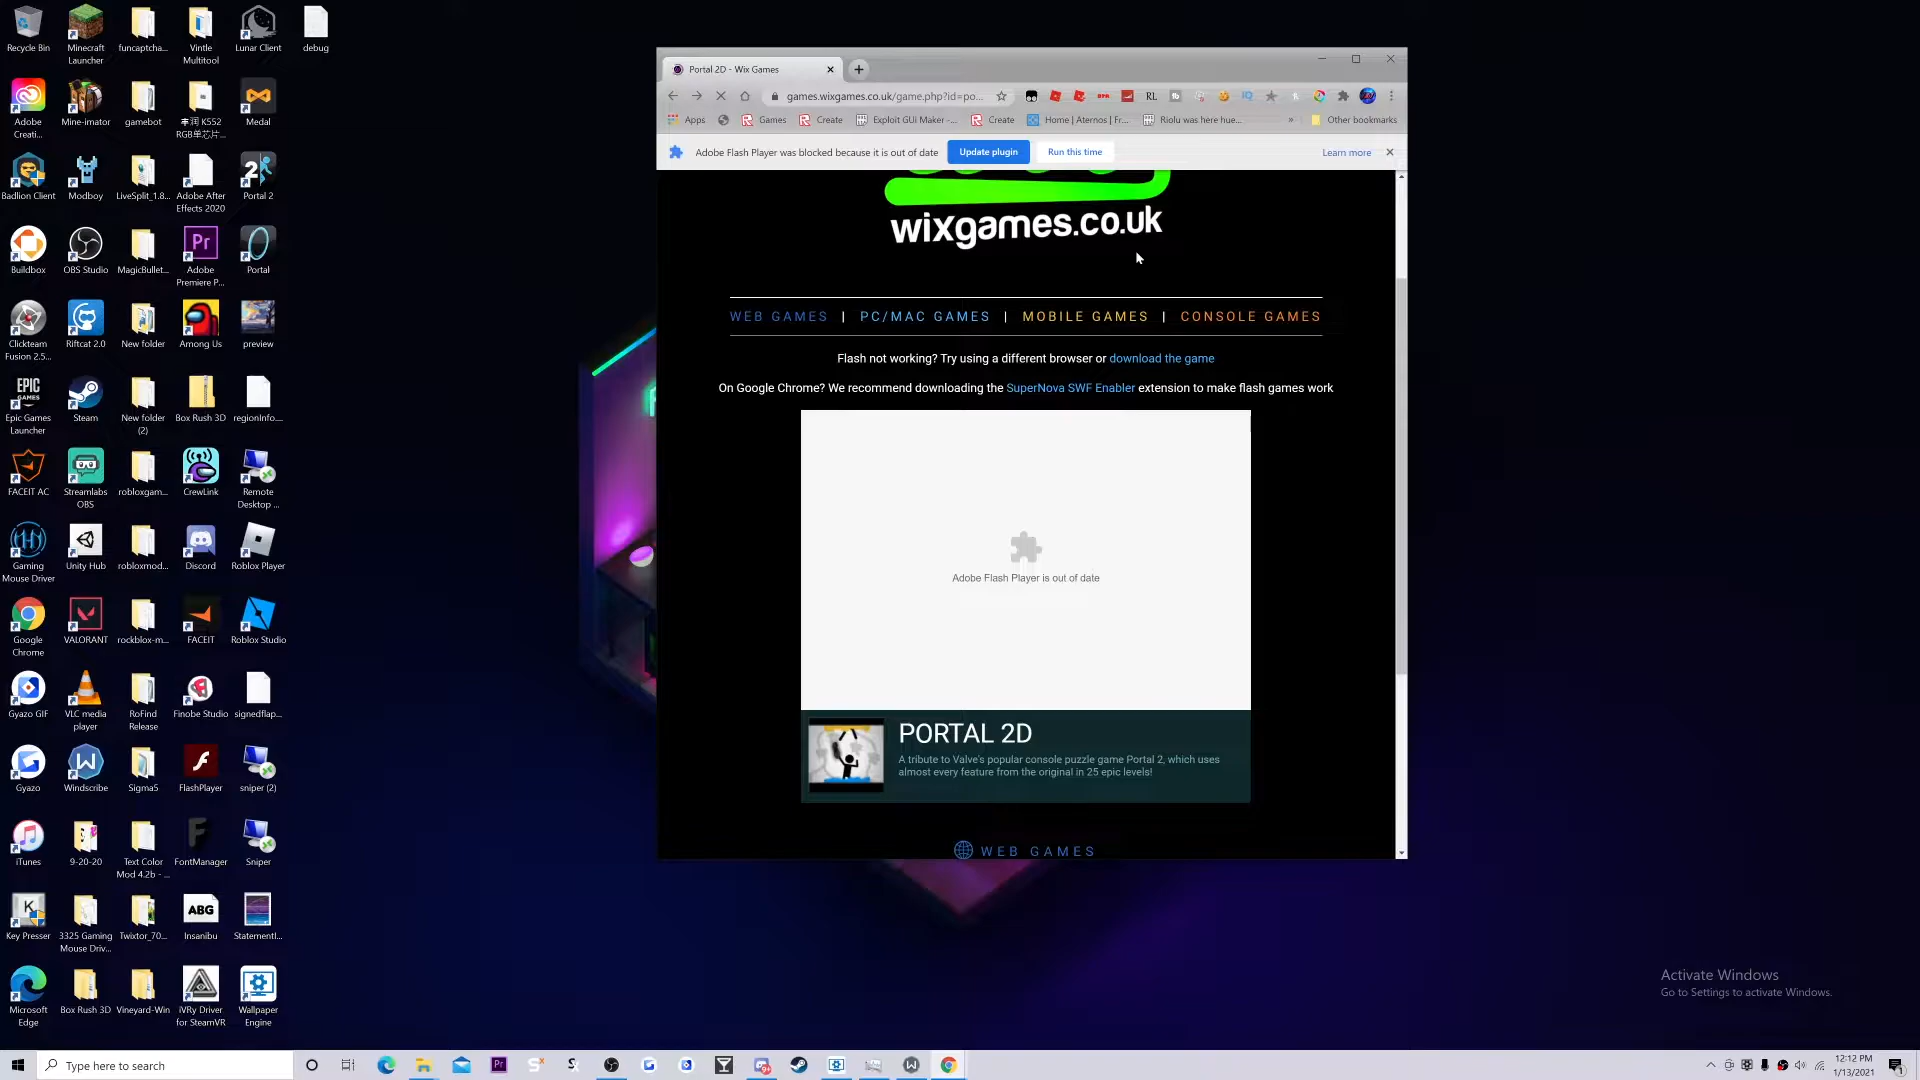 Recycle Bin
Minecraft
Launcher
funcaptcha...
Vintle
Multitool
Lunar Client
debug
Adobe
Creati...
Mine-imator
gamebot
丰润 K552
RGB单芯片...
Medal
Badlion Client
Modboy
LiveSplit_1.8...
Adobe After
Effects 2020
Portal 2
Buildbox
OBS Studio
MagicBullet...
Adobe
Premiere P...
Portal
Clickteam
Fusion 2.5...
Riftcat 2.0
New folder
Among Us
preview
Epic Games
Launcher
Steam
New folder
(2)
Box Rush 3D
regionInfo....
FACEIT AC
Streamlabs
OBS
robloxgam...
CrewLink
Remote
Desktop ...
Gaming
Mouse Driver
Unity Hub
robloxmod...
Discord
Roblox Player
Google
Chrome
VALORANT
rockblox-m...
FACEIT
Roblox Studio
Gyazo GIF
VLC media
player
RoFind
Release
Finobe Studio
signedflap...
Gyazo
Windscribe
Sigma5
FlashPlayer
sniper (2)
iTunes
9-20-20
Text Color
Mod 4.2b - ...
FontManager
Sniper
Key Presser
3325 Gaming
Mouse Driv...
Twixtor_70...
ABG
Insanibu
StatementI...
Microsoft
Edge
Box Rush 3D
Vineyard-Win
iVRy Driver
for SteamVR
Wallpaper
Engine
Portal 2D - Wix Games
games.wixgames.co.uk/game.php?id=po...
Apps
Games
Create
Exploit GUI Maker -...
Create
Home | Aternos | Fr...
Riolu was here hue...
»
Other bookmarks
Adobe Flash Player was blocked because it is out of date
Update plugin
Run this time
Learn more
wixgames.co.uk
WEB GAMES | PC/MAC GAMES | MOBILE GAMES | CONSOLE GAMES
Flash not working? Try using a different browser or download the game
On Google Chrome? We recommend downloading the SuperNova SWF Enabler extension to make flash games work
Adobe Flash Player is out of date
PORTAL 2D
A tribute to Valve's popular console puzzle game Portal 2, which uses
almost every feature from the original in 25 epic levels!
WEB GAMES
Activate Windows
Go to Settings to activate Windows.
Type here to search
12:12 PM
1/13/2021